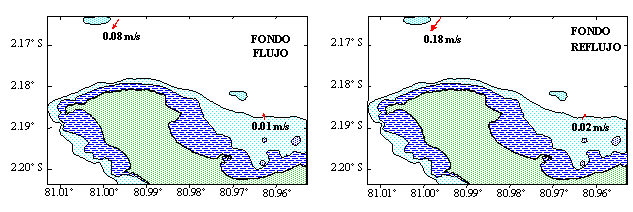 2.17° S
0.08 m/s
FONDO
FLUJO
2.18° S
2.19° S
0.01 m/s
2.20° S
81.01° 81.00° 80.99° 80.98° 80.97° 80.96°
2.17° S
0.18 m/s
FONDO
REFLUJO
2.18° S
2.19° S
0.02 m/s
2.20° S
81.01° 81.00° 80.99° 80.98° 80.97° 80.96°